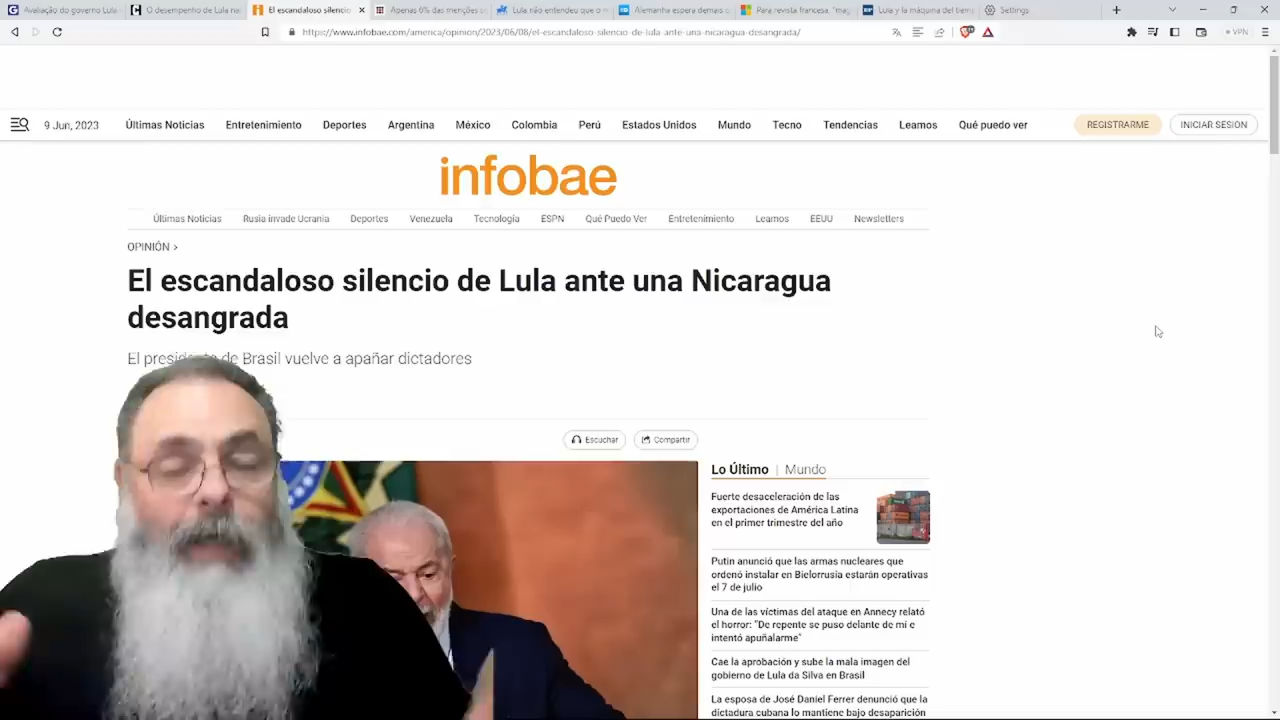 Avaliação do governo Lula
O desempenho de Lula na
El escandaloso silencio
Apenas 6% das menções s
Lula não entendeu que o m
Alemanha espera demais d
Para revista francesa, "mag
Lula y la máquina del tiem
Settings
https://www.infobae.com/america/opinion/2023/06/08/el-escandaloso-silencio-de-lula-ante-una-nicaragua-desangrada/
VPN
9 Jun, 2023
Últimas Noticias
Entretenimiento
Deportes
Argentina
México
Colombia
Perú
Estados Unidos
Mundo
Tecno
Tendencias
Leamos
Qué puedo ver
REGISTRARME
INICIAR SESIÓN
infobae
Últimas Noticias
Rusia invade Ucrania
Deportes
Venezuela
Tecnología
ESPN
Qué Puedo Ver
Entretenimiento
Leamos
EEUU
Newsletters
OPINIÓN >
El escandaloso silencio de Lula ante una Nicaragua
desangrada
El presidente de Brasil vuelve a apañar dictadores
Escuchar
Compartir
Lo Último | Mundo
Fuerte desaceleración de las
exportaciones de América Latina
en el primer trimestre del año
Putin anunció que las armas nucleares que
ordenó instalar en Bielorrusia estarán operativas
el 7 de julio
Una de las víctimas del ataque en Annecy relató
el horror: "De repente se puso delante de mí e
intentó apuñalarme"
Cae la aprobación y sube la mala imagen del
gobierno de Lula da Silva en Brasil
La esposa de José Daniel Ferrer denunció que la
dictadura cubana lo mantiene bajo desaparición